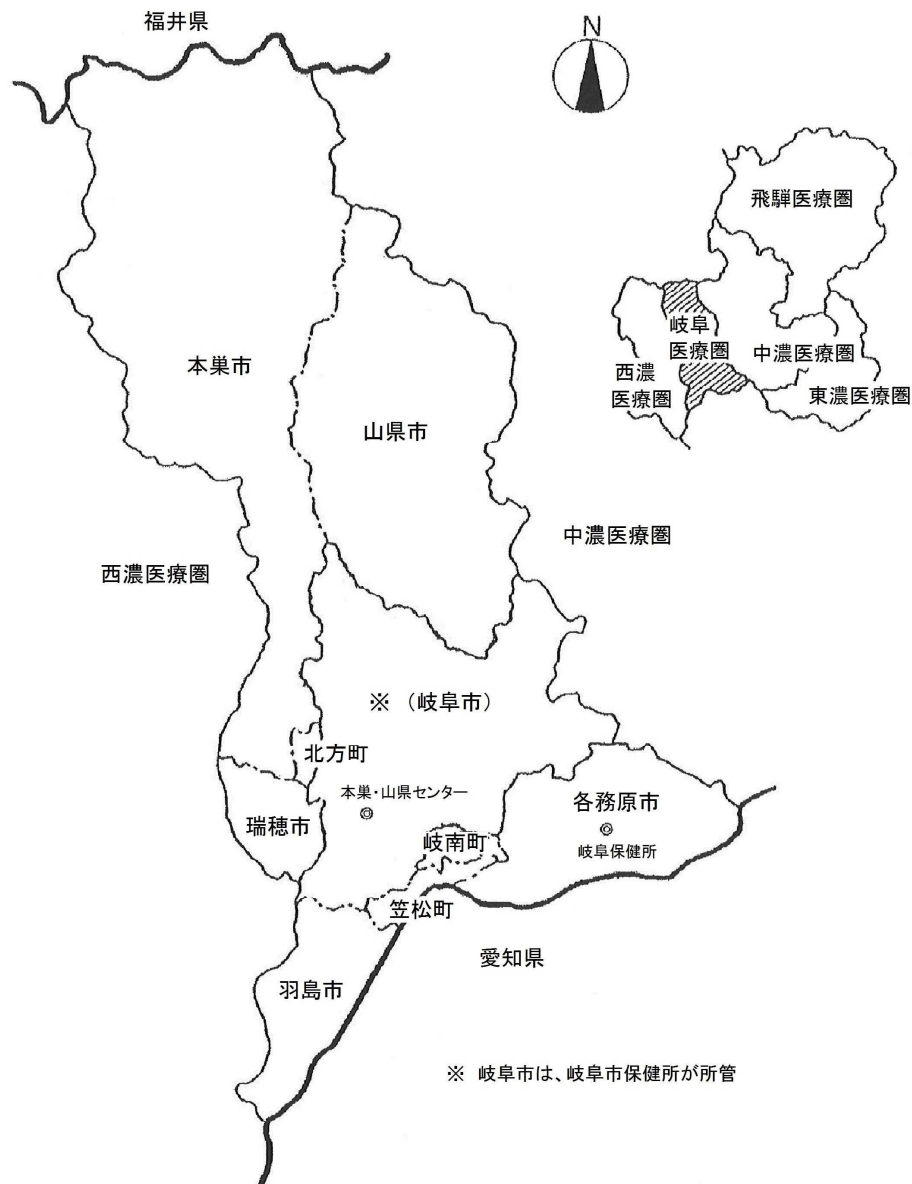 福井県
N
飛騨医療圏
岐阜
医療圏
中濃医療圏
西濃
医療圏
東濃医療圏
本巣市
山県市
中濃医療圏
西濃医療圏
※（岐阜市）
北方町
本巣・山県センター
各務原市
瑞穂市
岐南町
岐阜保健所
笠松町
愛知県
羽島市
※ 岐阜市は、岐阜市保健所が所管